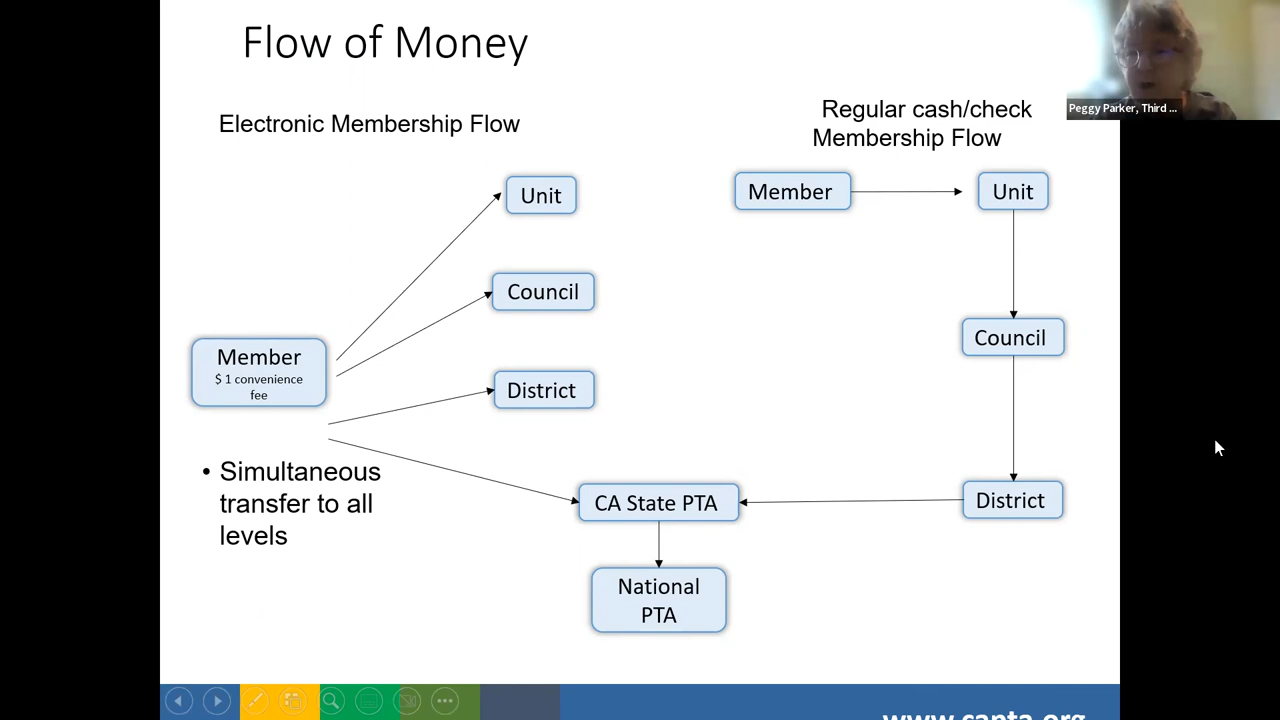 Flow of Money
Electronic Membership Flow
Unit
Council
Member
$ 1 convenience
fee
District
• Simultaneous
transfer to all
levels
Regular cash/check
Membership Flow
Member
Unit
Council
District
CA State PTA
National
PTA
Peggy Parker, Third ...
www.capta.org